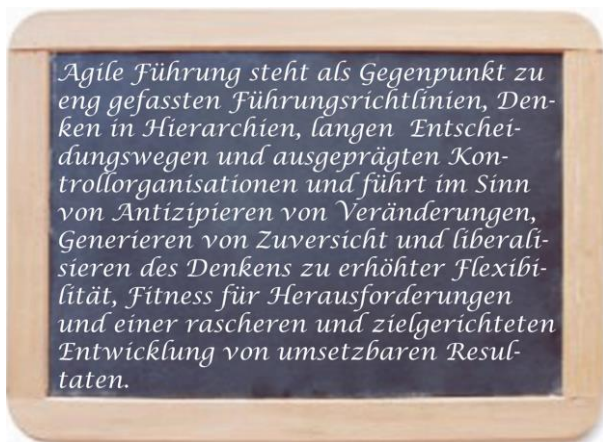 Agile Führung steht als Gegenpunkt zu
eng gefassten Führungsrichtlinien, Den-
ken in Hierarchien, langen Entschei-
dungswegen und ausgeprägten Kon-
trollorganisationen und führt im Sinn
von Antizipieren von Veränderungen,
Generieren von Zuversicht und liberali-
sieren des Denkens zu erhöhter Flexibi-
lität, Fitness für Herausforderungen
und einer rascheren und zielgerichteten
Entwicklung von umsetzbaren Resul-
taten.